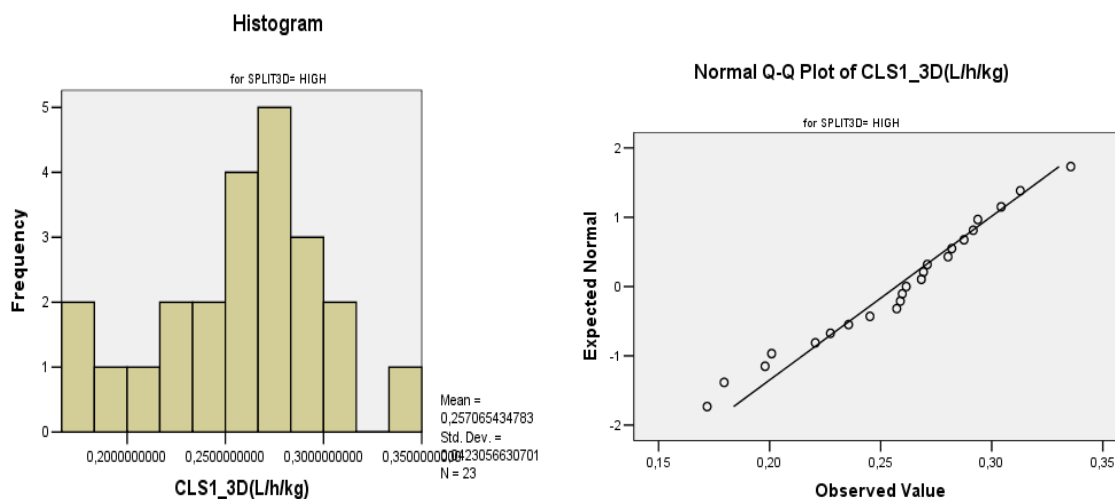 Histogram
for SPLIT3D= HIGH
Frequency
5
4
3
2
1
0
0,2000000000
0,2500000000
0,3000000000
0,3500000000
CLS1_3D(L/h/kg)
Mean =
0,257065434783
Std. Dev. =
0,0423056630701
N = 23
Normal Q-Q Plot of CLS1_3D(L/h/kg)
for SPLIT3D= HIGH
Expected Normal
2
1
0
-1
-2
0,15
0,20
0,25
0,30
0,35
Observed Value